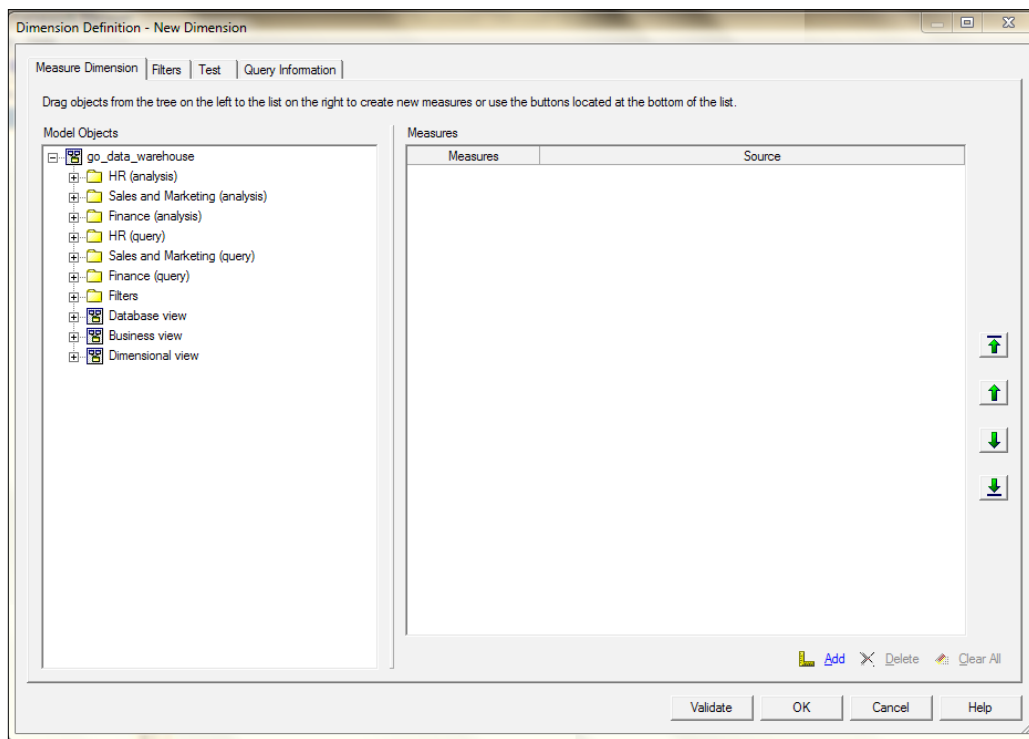 Dimension Definition - New Dimension
Measure Dimension Filters Test Query Information
Drag objects from the tree on the left to the list on the right to create new measures or use the buttons located at the bottom of the list.
Model Objects
go_data_warehouse
HR (analysis)
Sales and Marketing (analysis)
Finance (analysis)
HR (query)
Sales and Marketing (query)
Finance (query)
Filters
Database view
Business view
Dimensional view
Measures
Measures Source
Add Delete Clear All
Validate OK Cancel Help